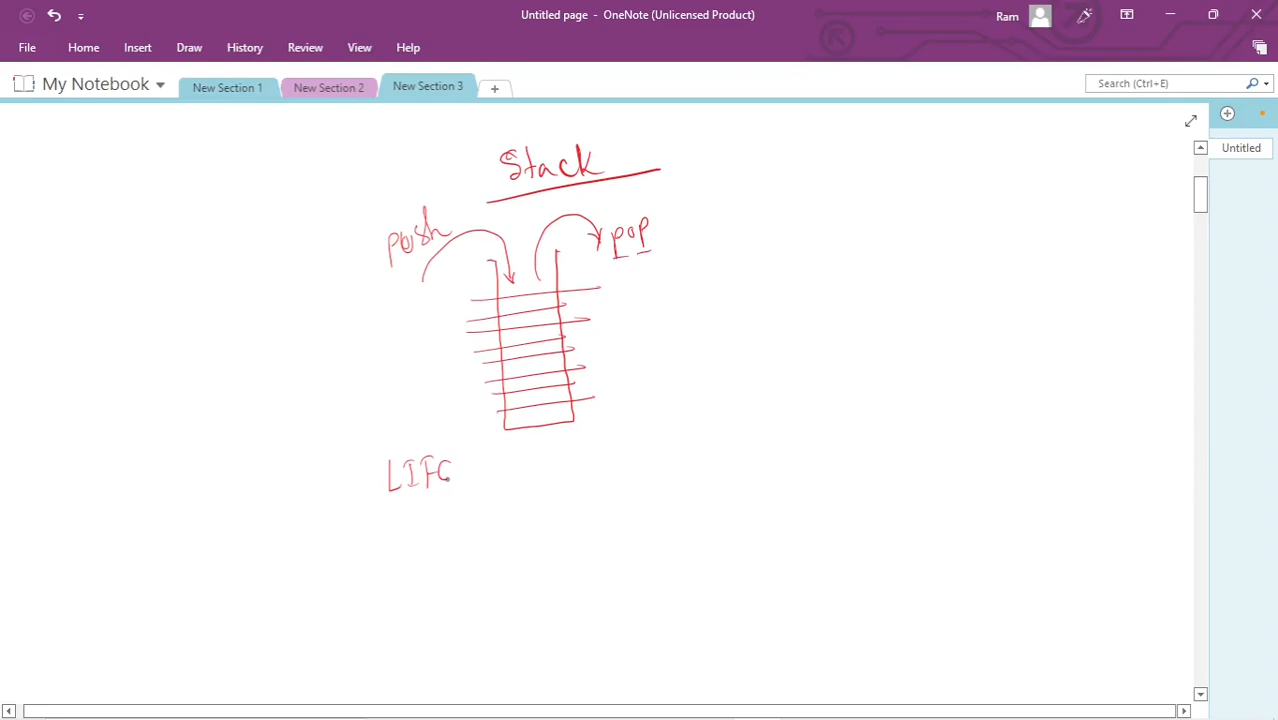 Untitled page - OneNote (Unlicensed Product)
Ram
File Home Insert Draw History Review View Help
My Notebook New Section 1 New Section 2 New Section 3
Search (Ctrl+E)
Untitled
Stack
push
pop
LIFO